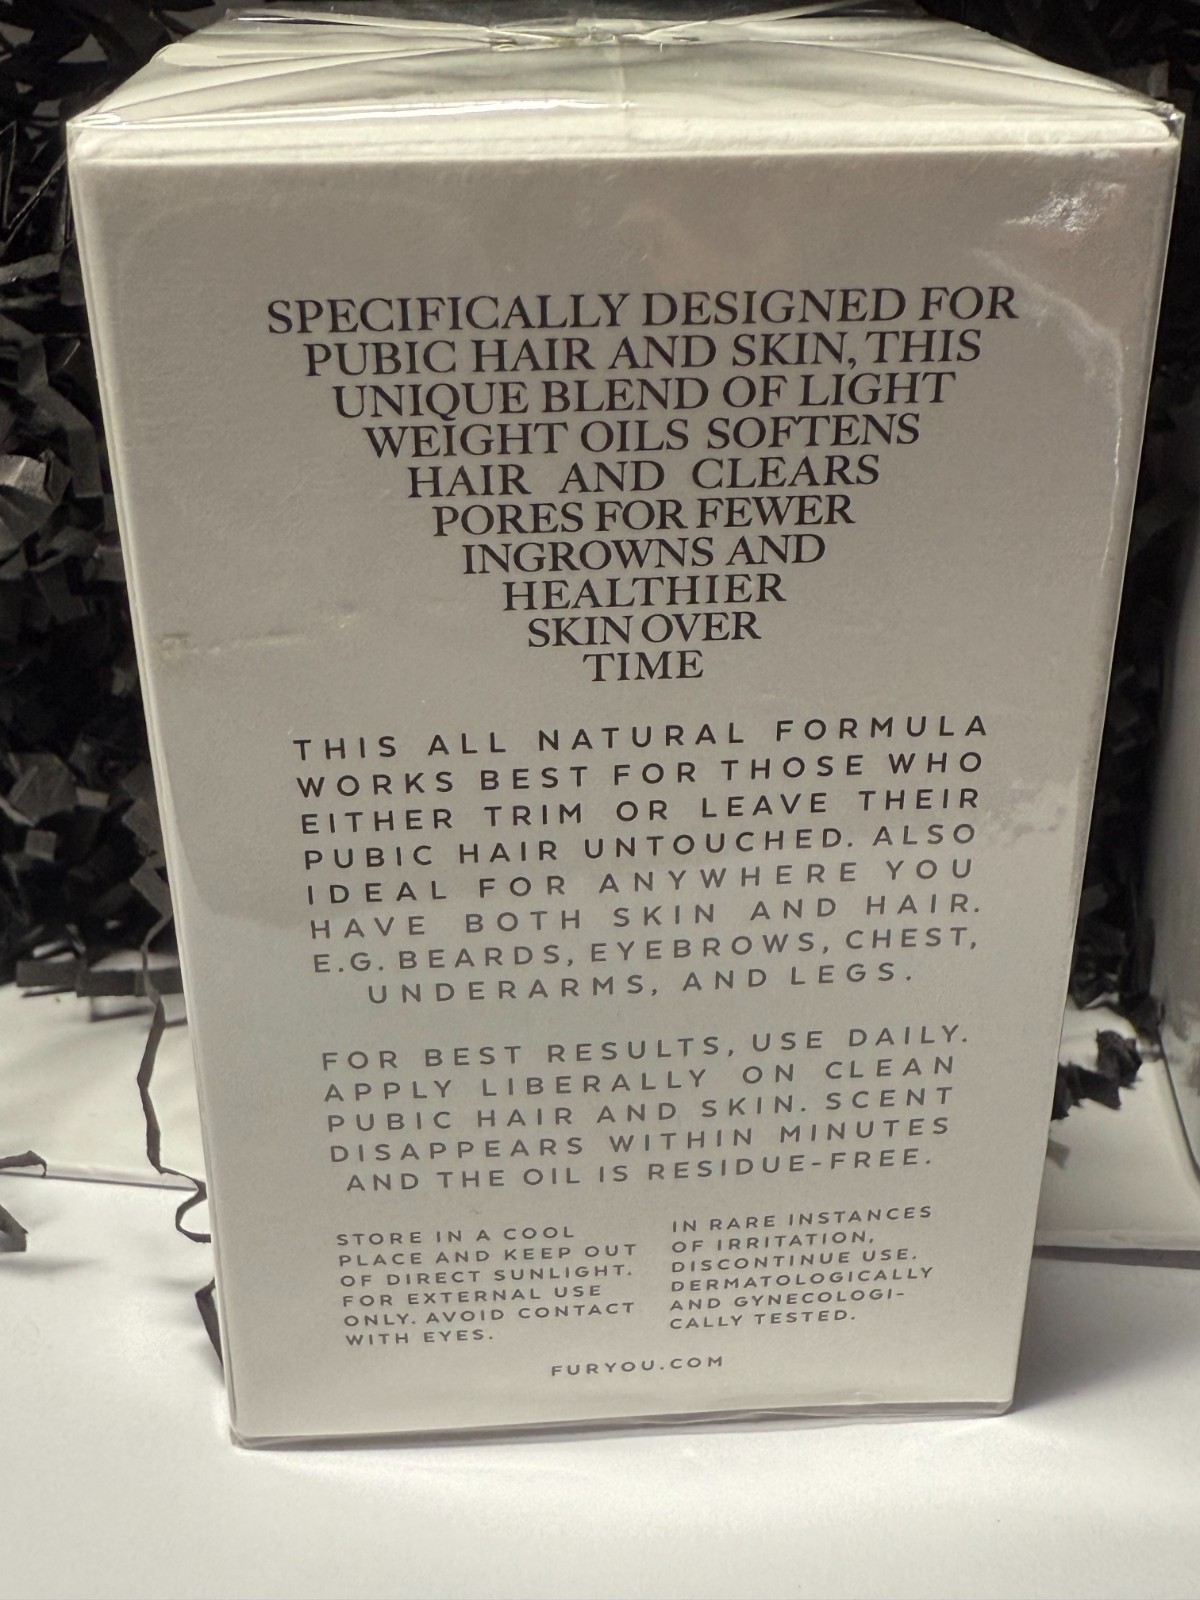 SPECIFICALLY DESIGNED FOR
PUBIC HAIR AND SKIN, THIS
UNIQUE BLEND OF LIGHT
WEIGHT OILS SOFTENS
HAIR AND CLEARS
PORES FOR FEWER
INGROWNS AND
HEALTHIER
SKIN OVER
TIME
THIS ALL NATURAL FORMULA
WORKS BEST FOR THOSE WHO
EITHER TRIM OR LEAVE THEIR
PUBIC HAIR UNTOUCHED. ALSO
IDEAL FOR ANYWHERE YOU
HAVE BOTH SKIN AND HAIR.
E.G. BEARDS, EYEBROWS, CHEST,
UNDERARMS, AND LEGS.
FOR BEST RESULTS, USE DAILY.
APPLY LIBERALLY ON CLEAN
PUBIC HAIR AND SKIN. SCENT
DISAPPEARS WITHIN MINUTES
AND THE OIL IS RESIDUE-FREE.
STORE IN A COOL
PLACE AND KEEP OUT
OF DIRECT SUNLIGHT.
FOR EXTERNAL USE
ONLY. AVOID CONTACT
WITH EYES.
IN RARE INSTANCES
OF IRRITATION,
DISCONTINUE USE.
DERMATOLOGICALLY
AND GYNECOLOGI-
CALLY TESTED.
FURYOU.COM